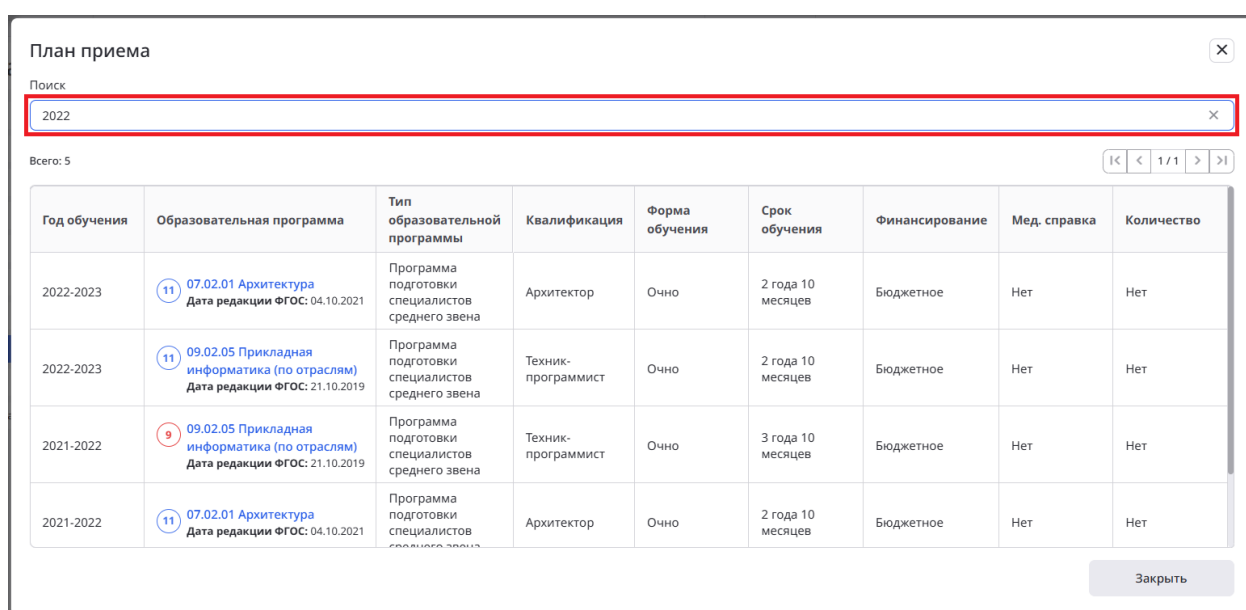 План приема
Поиск
2022
Всего: 5
1 / 1
Год обучения
Образовательная программа
Тип
образовательной
программы
Квалификация
Форма
обучения
Срок
обучения
Финансирование
Мед. справка
Количество
2022-2023
11
07.02.01 Архитектура
Дата редакции ФГОС: 04.10.2021
Программа
подготовки
специалистов
среднего звена
Архитектор
Очно
2 года 10
месяцев
Бюджетное
Нет
Нет
2022-2023
11
09.02.05 Прикладная
информатика (по отраслям)
Дата редакции ФГОС: 21.10.2019
Программа
подготовки
специалистов
среднего звена
Техник-
программист
Очно
2 года 10
месяцев
Бюджетное
Нет
Нет
2021-2022
9
09.02.05 Прикладная
информатика (по отраслям)
Дата редакции ФГОС: 21.10.2019
Программа
подготовки
специалистов
среднего звена
Техник-
программист
Очно
3 года 10
месяцев
Бюджетное
Нет
Нет
2021-2022
11
07.02.01 Архитектура
Дата редакции ФГОС: 04.10.2021
Программа
подготовки
специалистов
среднего звена
Архитектор
Очно
2 года 10
месяцев
Бюджетное
Нет
Нет
Закрыть